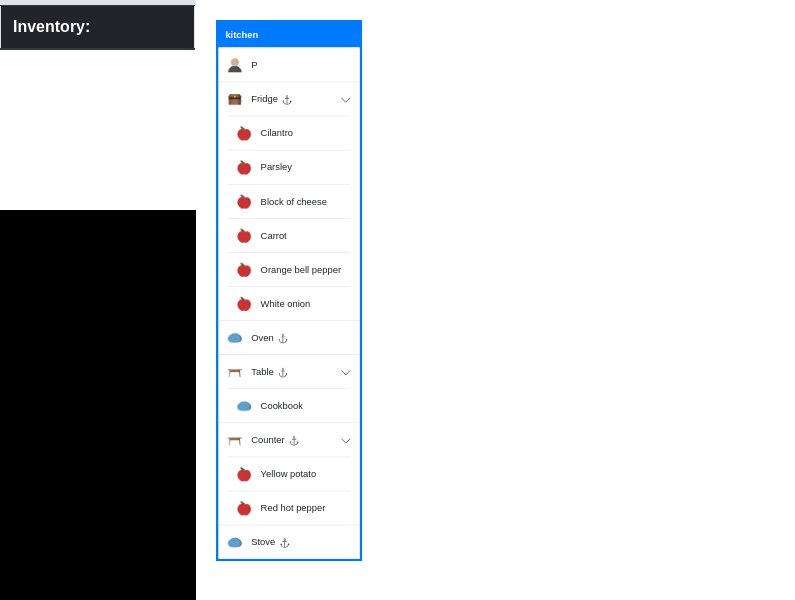 Inventory:
kitchen
P
Fridge
Cilantro
Parsley
Block of cheese
Carrot
Orange bell pepper
White onion
Oven
Table
Cookbook
Counter
Yellow potato
Red hot pepper
Stove